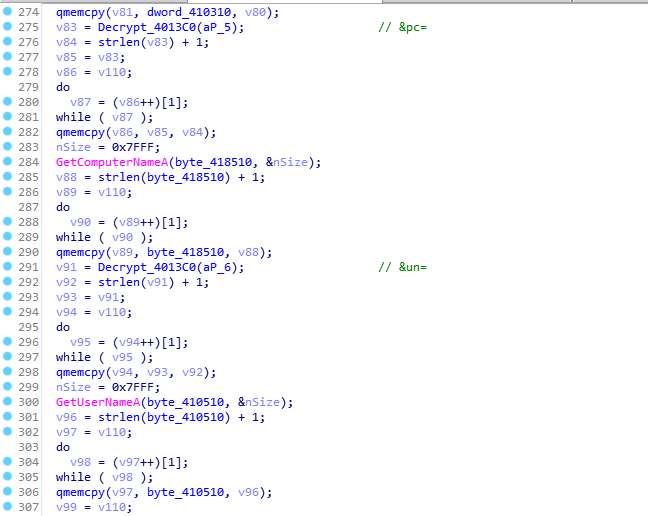 274 qmemcpy(v81, dword_410310, v80);
275 v83 = Decrypt_4013C0(aP_5); // &pc=
276 v84 = strlen(v83) + 1;
277 v85 = v83;
278 v86 = v110;
279 do
280 v87 = (v86++)[1];
281 while ( v87 );
282 qmemcpy(v86, v85, v84);
283 nSize = 0x7FFF;
284 GetComputerNameA(byte_418510, &nSize);
285 v88 = strlen(byte_418510) + 1;
286 v89 = v110;
287 do
288 v90 = (v89++)[1];
289 while ( v90 );
290 qmemcpy(v89, byte_418510, v88);
291 v91 = Decrypt_4013C0(aP_6); // &un=
292 v92 = strlen(v91) + 1;
293 v93 = v91;
294 v94 = v110;
295 do
296 v95 = (v94++)[1];
297 while ( v95 );
298 qmemcpy(v94, v93, v92);
299 nSize = 0x7FFF;
300 GetUserNameA(byte_410510, &nSize);
301 v96 = strlen(byte_410510) + 1;
302 v97 = v110;
303 do
304 v98 = (v97++)[1];
305 while ( v98 );
306 qmemcpy(v97, byte_410510, v96);
307 v99 = v110;